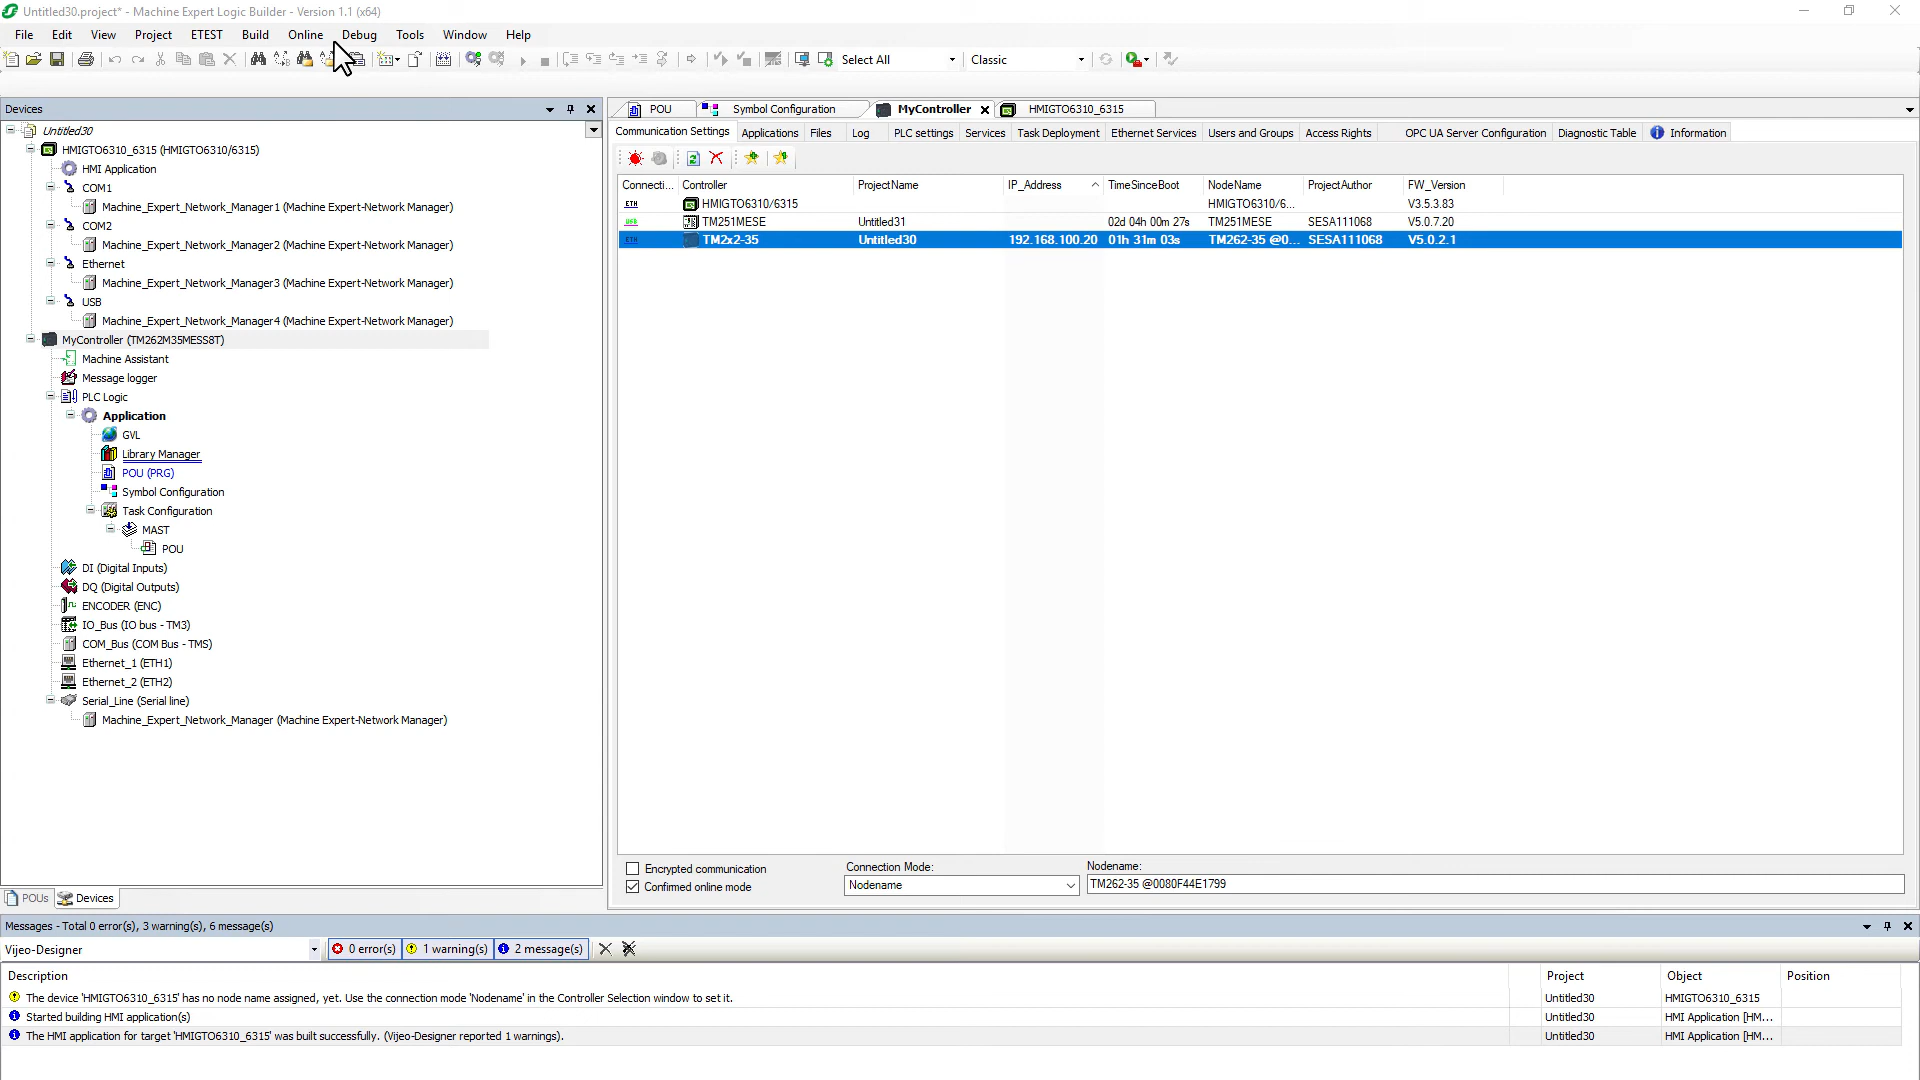 Untitled30.project* - Machine Expert Logic Builder - Version 1.1 (x64)
File Edit View Project ETEST Build Online Debug Tools Window Help
Select All Classic
Devices
Untitled30
HMIGTO6310_6315 (HMIGTO6310/6315)
HMI Application
COM1
Machine_Expert_Network_Manager1 (Machine Expert-Network Manager)
COM2
Machine_Expert_Network_Manager2 (Machine Expert-Network Manager)
Ethernet
Machine_Expert_Network_Manager3 (Machine Expert-Network Manager)
USB
Machine_Expert_Network_Manager4 (Machine Expert-Network Manager)
MyController (TM262M35MESS8T)
Machine Assistant
Message logger
PLC Logic
Application
GVL
Library Manager
POU (PRG)
Symbol Configuration
Task Configuration
MAST
POU
DI (Digital Inputs)
DQ (Digital Outputs)
ENCODER (ENC)
IO_Bus (IO bus - TM3)
COM_Bus (COM Bus - TMS)
Ethernet_1 (ETH1)
Ethernet_2 (ETH2)
Serial_Line (Serial line)
Machine_Expert_Network_Manager (Machine Expert-Network Manager)
POUs Devices
POU Symbol Configuration MyController HMIGTO6310_6315
Communication Settings Applications Files Log PLC settings Services Task Deployment Ethernet Services Users and Groups Access Rights OPC UA Server Configuration Diagnostic Table Information
Connecti... Controller ProjectName IP_Address TimeSinceBoot NodeName ProjectAuthor FW_Version
ETH HMIGTO6310/6315 HMIGTO6310/6... V3.5.3.83
USB TM251MESE Untitled31 02d 04h 00m 27s TM251MESE SESA111068 V5.0.7.20
ETH TM2x2-35 Untitled30 192.168.100.20 01h 31m 03s TM262-35 @0... SESA111068 V5.0.2.1
Encrypted communication
Confirmed online mode
Connection Mode:
Nodename
Nodename:
TM262-35 @0080F44E1799
Messages - Total 0 error(s), 3 warning(s), 6 message(s)
Vijeo-Designer 0 error(s) 1 warning(s) 2 message(s)
Description Project Object Position
The device 'HMIGTO6310_6315' has no node name assigned, yet. Use the connection mode 'Nodename' in the Controller Selection window to set it. Untitled30 HMIGTO6310_6315
Started building HMI application(s) Untitled30 HMI Application [HM...
The HMI application for target 'HMIGTO6310_6315' was built successfully. (Vijeo-Designer reported 1 warnings). Untitled30 HMI Application [HM...